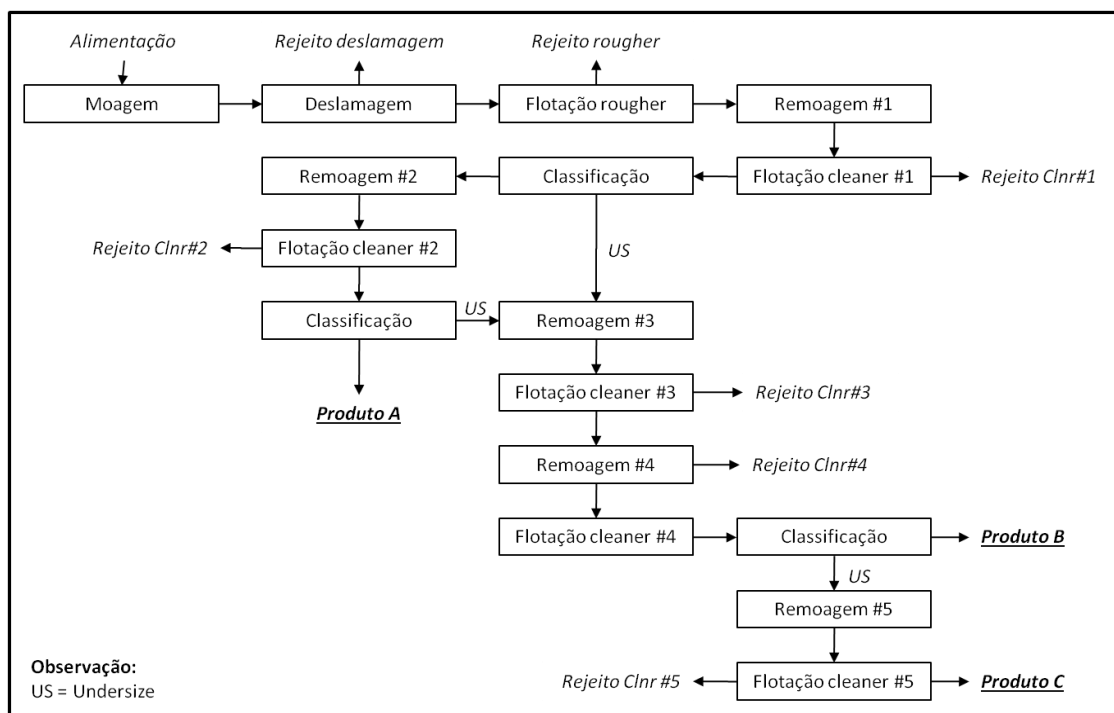 Alimentação
Rejeito deslamagem
Rejeito rougher
Moagem
Deslamagem
Flotação rougher
Remoagem #1
Remoagem #2
Classificação
Flotação cleaner #1
Rejeito Clnr#1
Rejeito Clnr#2
Flotação cleaner #2
US
Classificação
US
Remoagem #3
Flotação cleaner #3
Rejeito Clnr#3
Produto A
Remoagem #4
Rejeito Clnr#4
Flotação cleaner #4
Classificação
Produto B
US
Remoagem #5
Observação:
US = Undersize
Rejeito Clnr #5
Flotação cleaner #5
Produto C